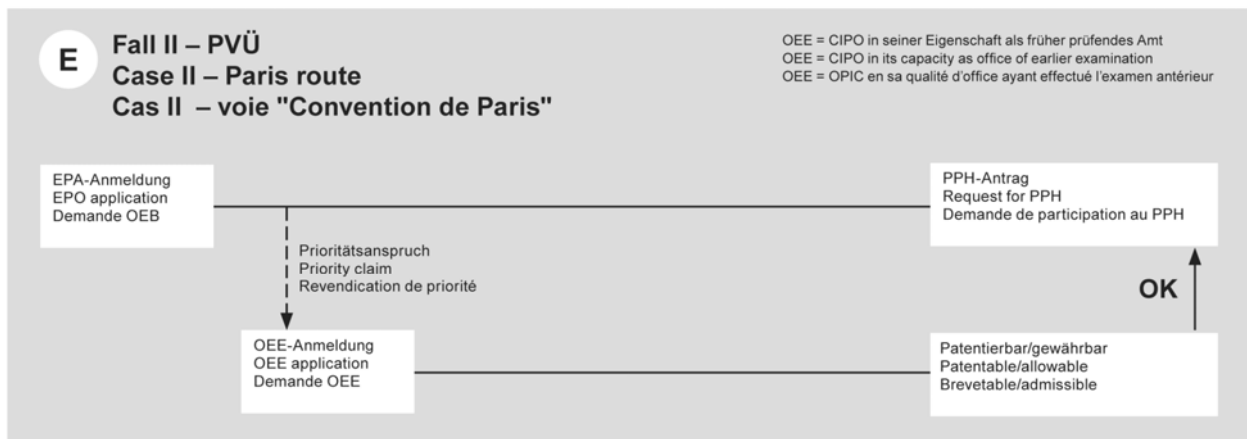 E
Fall II – PVÜ
Case II – Paris route
Cas II – voie "Convention de Paris"
OEE = CIPO in seiner Eigenschaft als früher prüfendes Amt
OEE = CIPO in its capacity as office of earlier examination
OEE = OPIC en sa qualité d'office ayant effectué l'examen antérieur
EPA-Anmeldung
EPO application
Demande OEB
PPH-Antrag
Request for PPH
Demande de participation au PPH
Prioritätsanspruch
Priority claim
Revendication de priorité
OK
OEE-Anmeldung
OEE application
Demande OEE
Patentierbar/gewährbar
Patentable/allowable
Brevetable/admissible